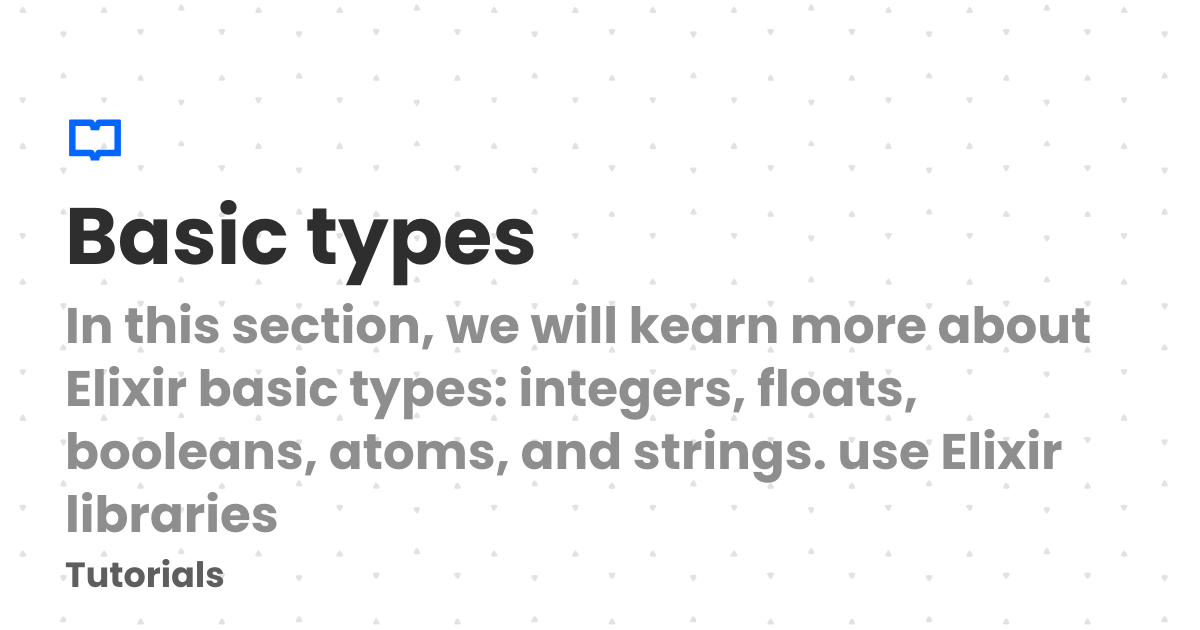 Basic types
In this section, we will kearn more about
Elixir basic types: integers, floats,
booleans, atoms, and strings. use Elixir
libraries
Tutorials